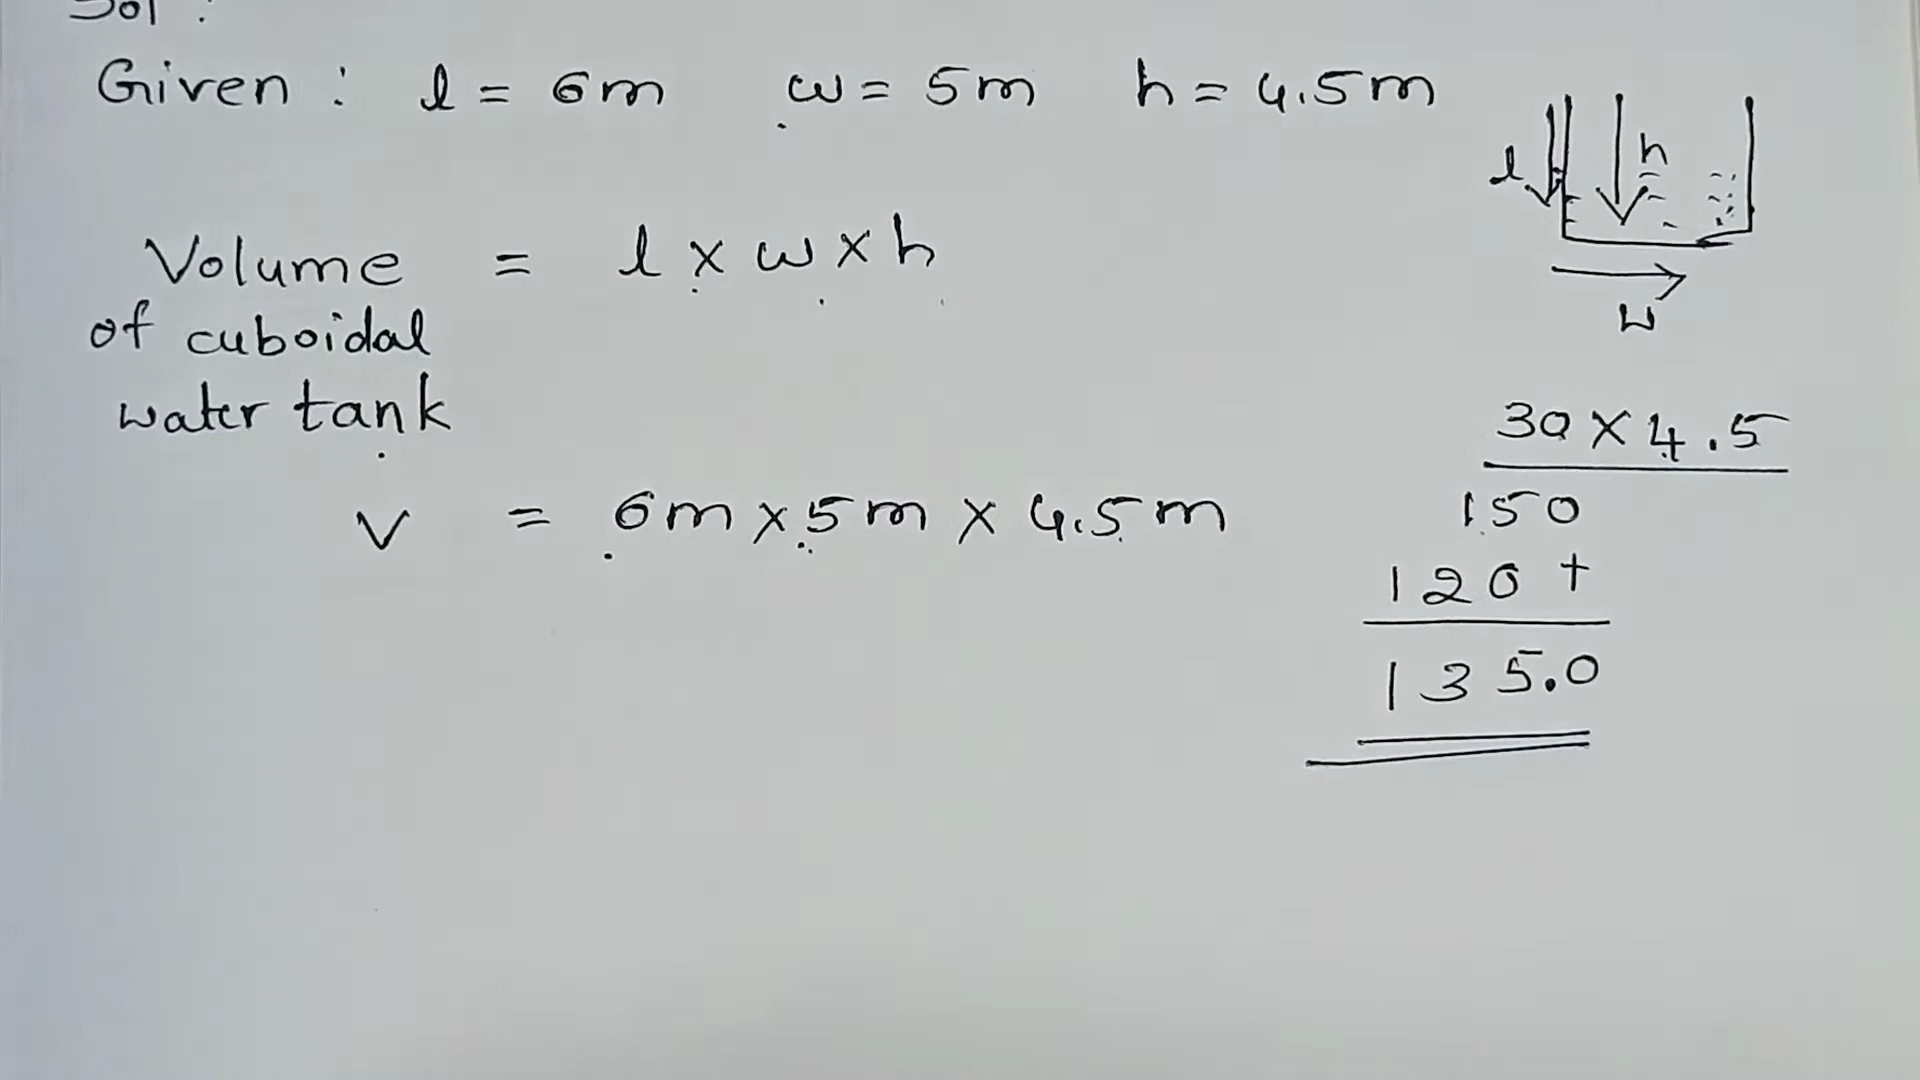 Sol :
Given : l = 6m w = 5m h = 4.5m
l h
w
Volume = l × w × h
of cuboidal
water tank
V = 6m × 5m × 4.5m
30 × 4.5
150
120 +
135.0